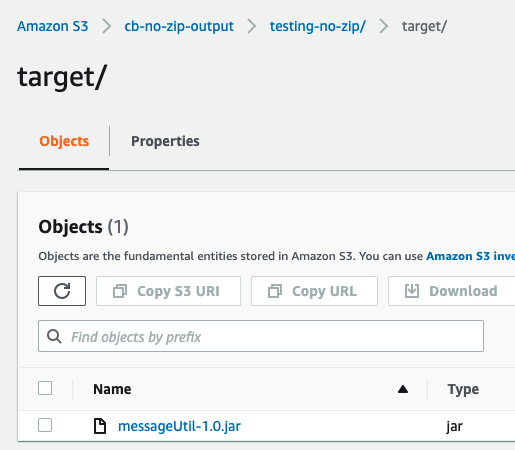 Amazon S3 > cb-no-zip-output > testing-no-zip/ > target/
target/
Objects Properties
Objects (1)
Objects are the fundamental entities stored in Amazon S3. You can use Amazon S3 inve
Copy S3 URI Copy URL Download
Find objects by prefix
Name Type
messageUtil-1.0.jar jar